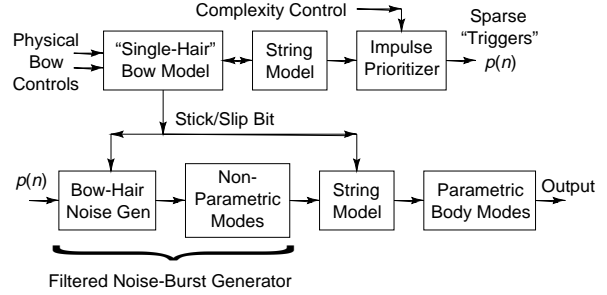 Complexity Control
Sparse
"Triggers"
p(n)
Physical
Bow
Controls
“Single-Hair”
Bow Model
String
Model
Impulse
Prioritizer
Stick/Slip Bit
p(n)
Bow-Hair
Noise Gen
Non-
Parametric
Modes
String
Model
Parametric
Body Modes
Output
Filtered Noise-Burst Generator